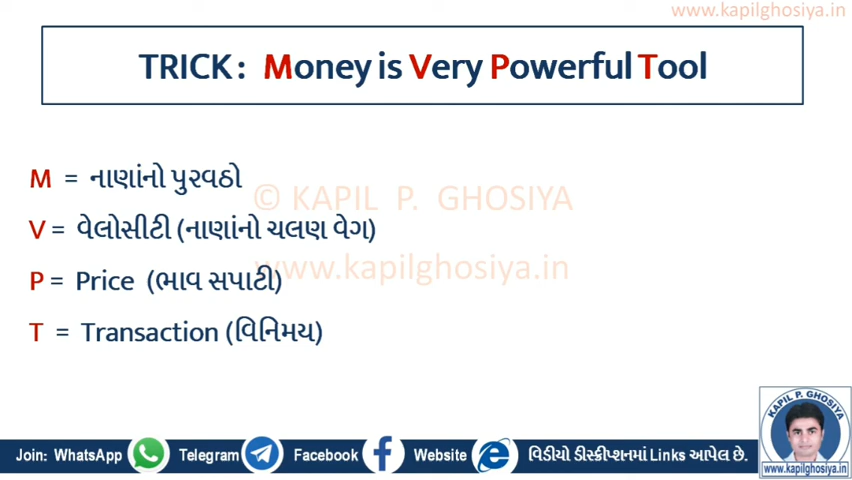 www.kapilghosiya.in
TRICK : Money is Very Powerful Tool
M = નાણાંનો પુરવઠો
© KAPIL P. GHOSIYA
V = વેલોસીટી (નાણાંનો ચલણ વેગ)
www.kapilghosiya.in
P = Price (ભાવ સપાટી)
T = Transaction (વિનિમય)
KAPIL P. GHOSIYA
www.kapilghosiya.in
Join: WhatsApp Telegram Facebook Website વિડીયો ડીસ્ક્રીપ્શનમાં Links આપેલ છે.